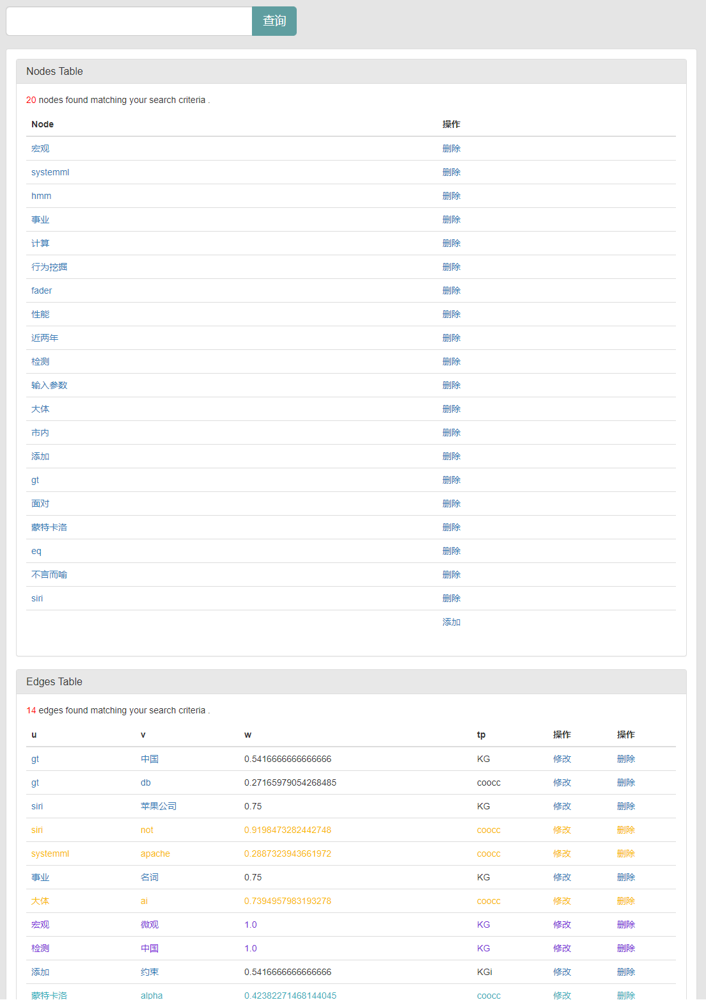 查询
Nodes Table
20 nodes found matching your search criteria .
Node 操作
宏观 删除
systemml 删除
hmm 删除
事业 删除
计算 删除
行为挖掘 删除
fader 删除
性能 删除
近两年 删除
检测 删除
输入参数 删除
大体 删除
市内 删除
添加 删除
gt 删除
面对 删除
蒙特卡洛 删除
eq 删除
不言而喻 删除
siri 删除
添加
Edges Table
14 edges found matching your search criteria .
u v w tp 操作 操作
gt 中国 0.5416666666666666 KG 修改 删除
gt db 0.27165979054268485 coocc 修改 删除
siri 苹果公司 0.75 KG 修改 删除
siri not 0.9198473282442748 coocc 修改 删除
systemml apache 0.2887323943661972 coocc 修改 删除
事业 名词 0.75 KG 修改 删除
大体 ai 0.7394957983193278 coocc 修改 删除
宏观 微观 1.0 KG 修改 删除
检测 中国 1.0 KG 修改 删除
添加 约束 0.5416666666666666 KGi 修改 删除
蒙特卡洛 alpha 0.42382271468144045 coocc 修改 删除